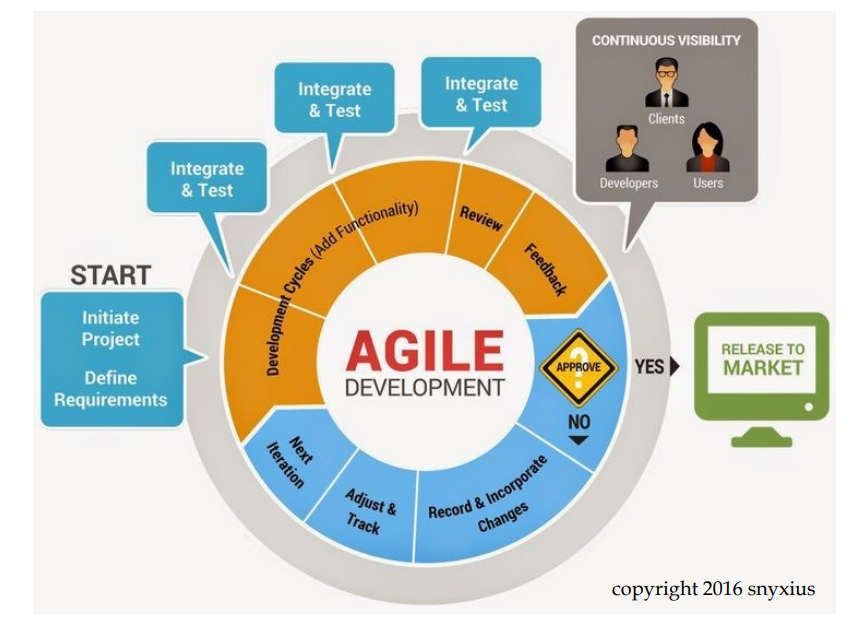 START
Initiate
Project
Define
Requirements
Integrate
& Test
Integrate
& Test
Integrate
& Test
CONTINUOUS VISIBILITY
Clients
Developers
Users
Development Cycles (Add Functionality)
Review
Feedback
?
APPROVE
YES
NO
RELEASE TO
MARKET
Record & Incorporate
Changes
Adjust &
Track
Next
Iteration
AGILE
DEVELOPMENT
copyright 2016 snyxius